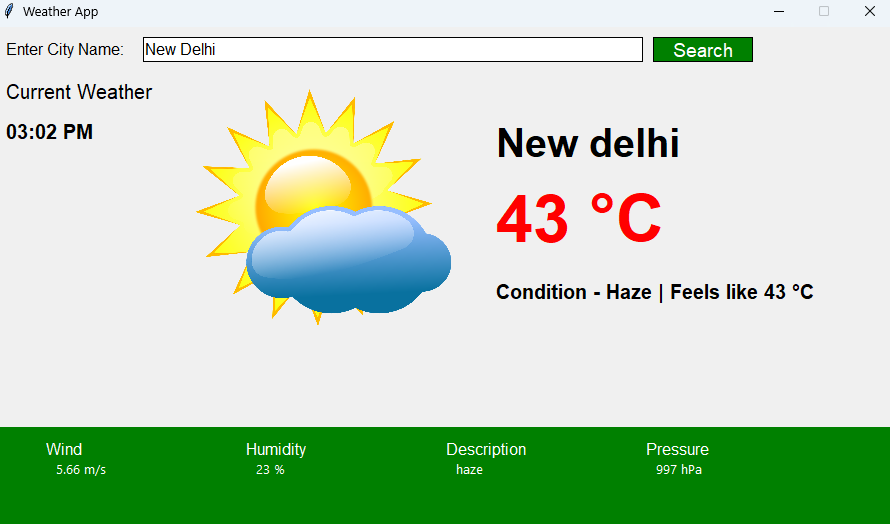 Weather App
Enter City Name: New Delhi Search
Current Weather
03:02 PM
New delhi
43 °C
Condition - Haze | Feels like 43 °C
Wind Humidity Description Pressure
5.66 m/s 23 % haze 997 hPa